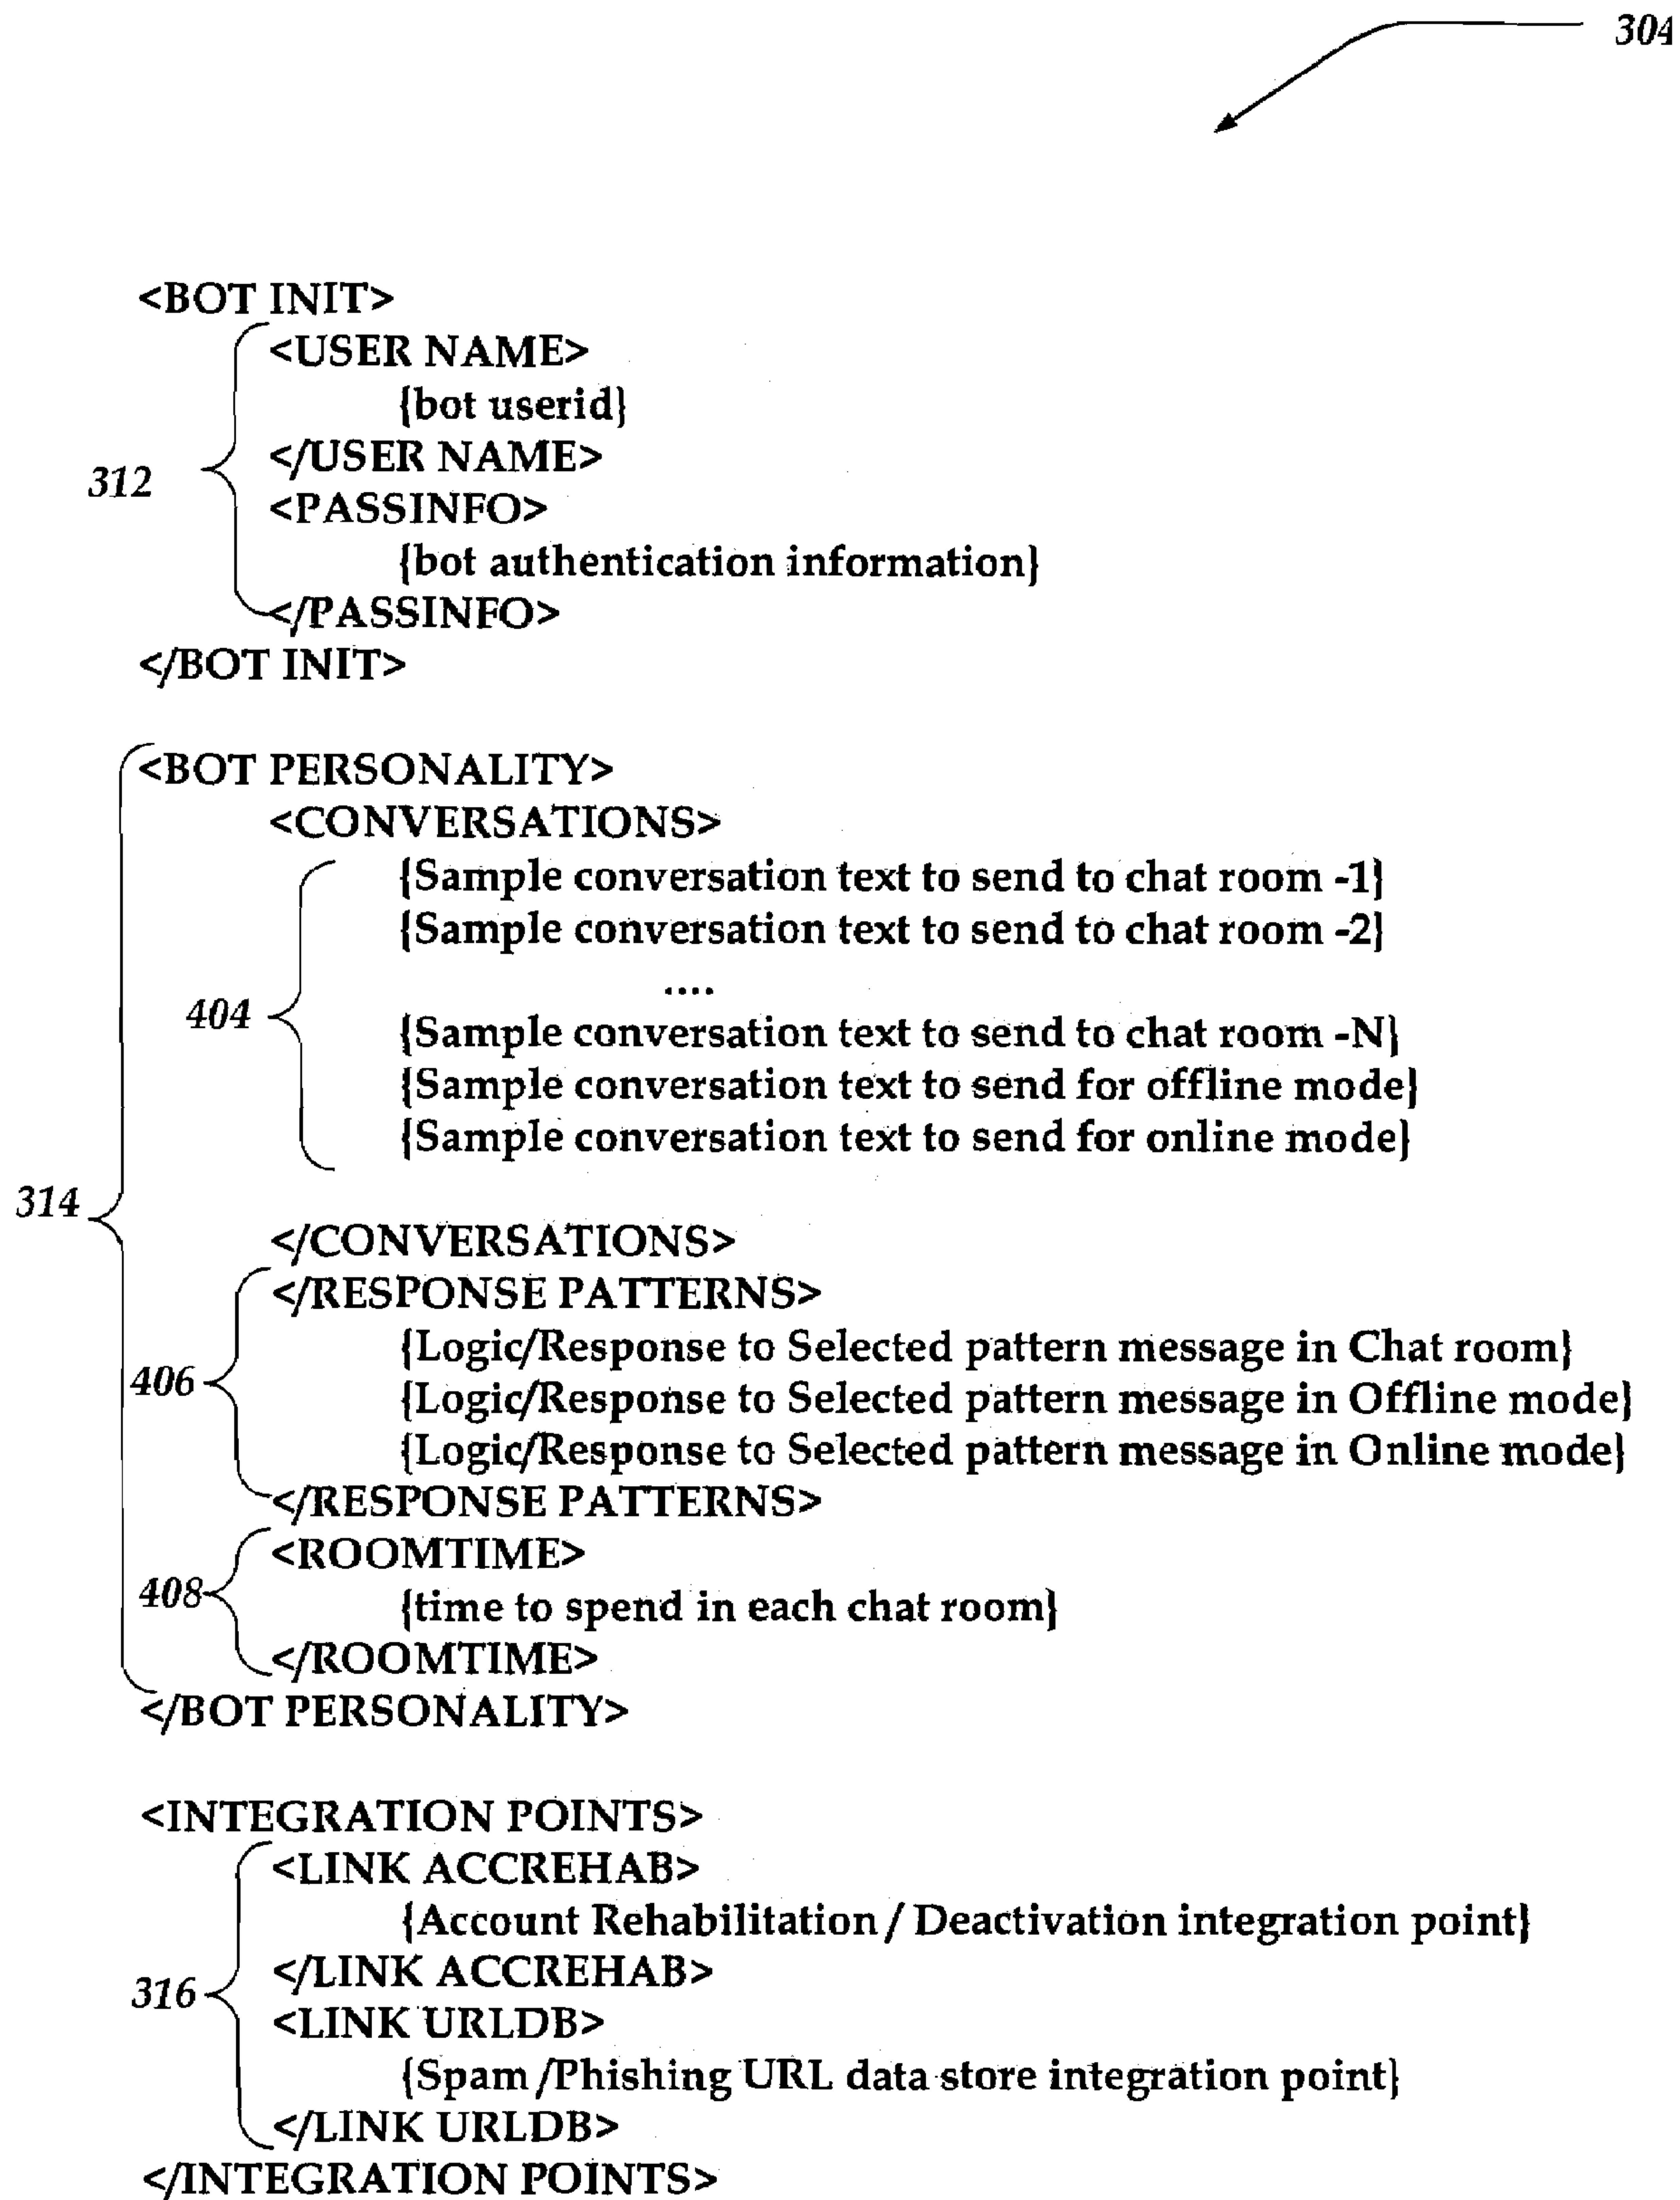 304
<BOT INIT>
<USER NAME>
{bot userid}
312
</USER NAME>
<PASSINFO>
{bot authentication information}
</PASSINFO>
</BOT INIT>
<BOT PERSONALITY>
<CONVERSATIONS>
{Sample conversation text to send to chat room -1}
{Sample conversation text to send to chat room -2}
....
404
{Sample conversation text to send to chat room -N}
{Sample conversation text to send for offline mode}
{Sample conversation text to send for online mode}
314
</CONVERSATIONS>
</RESPONSE PATTERNS>
{Logic/Response to Selected pattern message in Chat room}
406
{Logic/Response to Selected pattern message in Offline mode}
{Logic/Response to Selected pattern message in Online mode}
</RESPONSE PATTERNS>
<ROOMTIME>
408
{time to spend in each chat room}
</ROOMTIME>
</BOT PERSONALITY>
<INTEGRATION POINTS>
<LINK ACCREHAB>
{Account Rehabilitation / Deactivation integration point}
</LINK ACCREHAB>
316
<LINK URLDB>
{Spam /Phishing URL data store integration point}
</LINK URLDB>
</INTEGRATION POINTS>